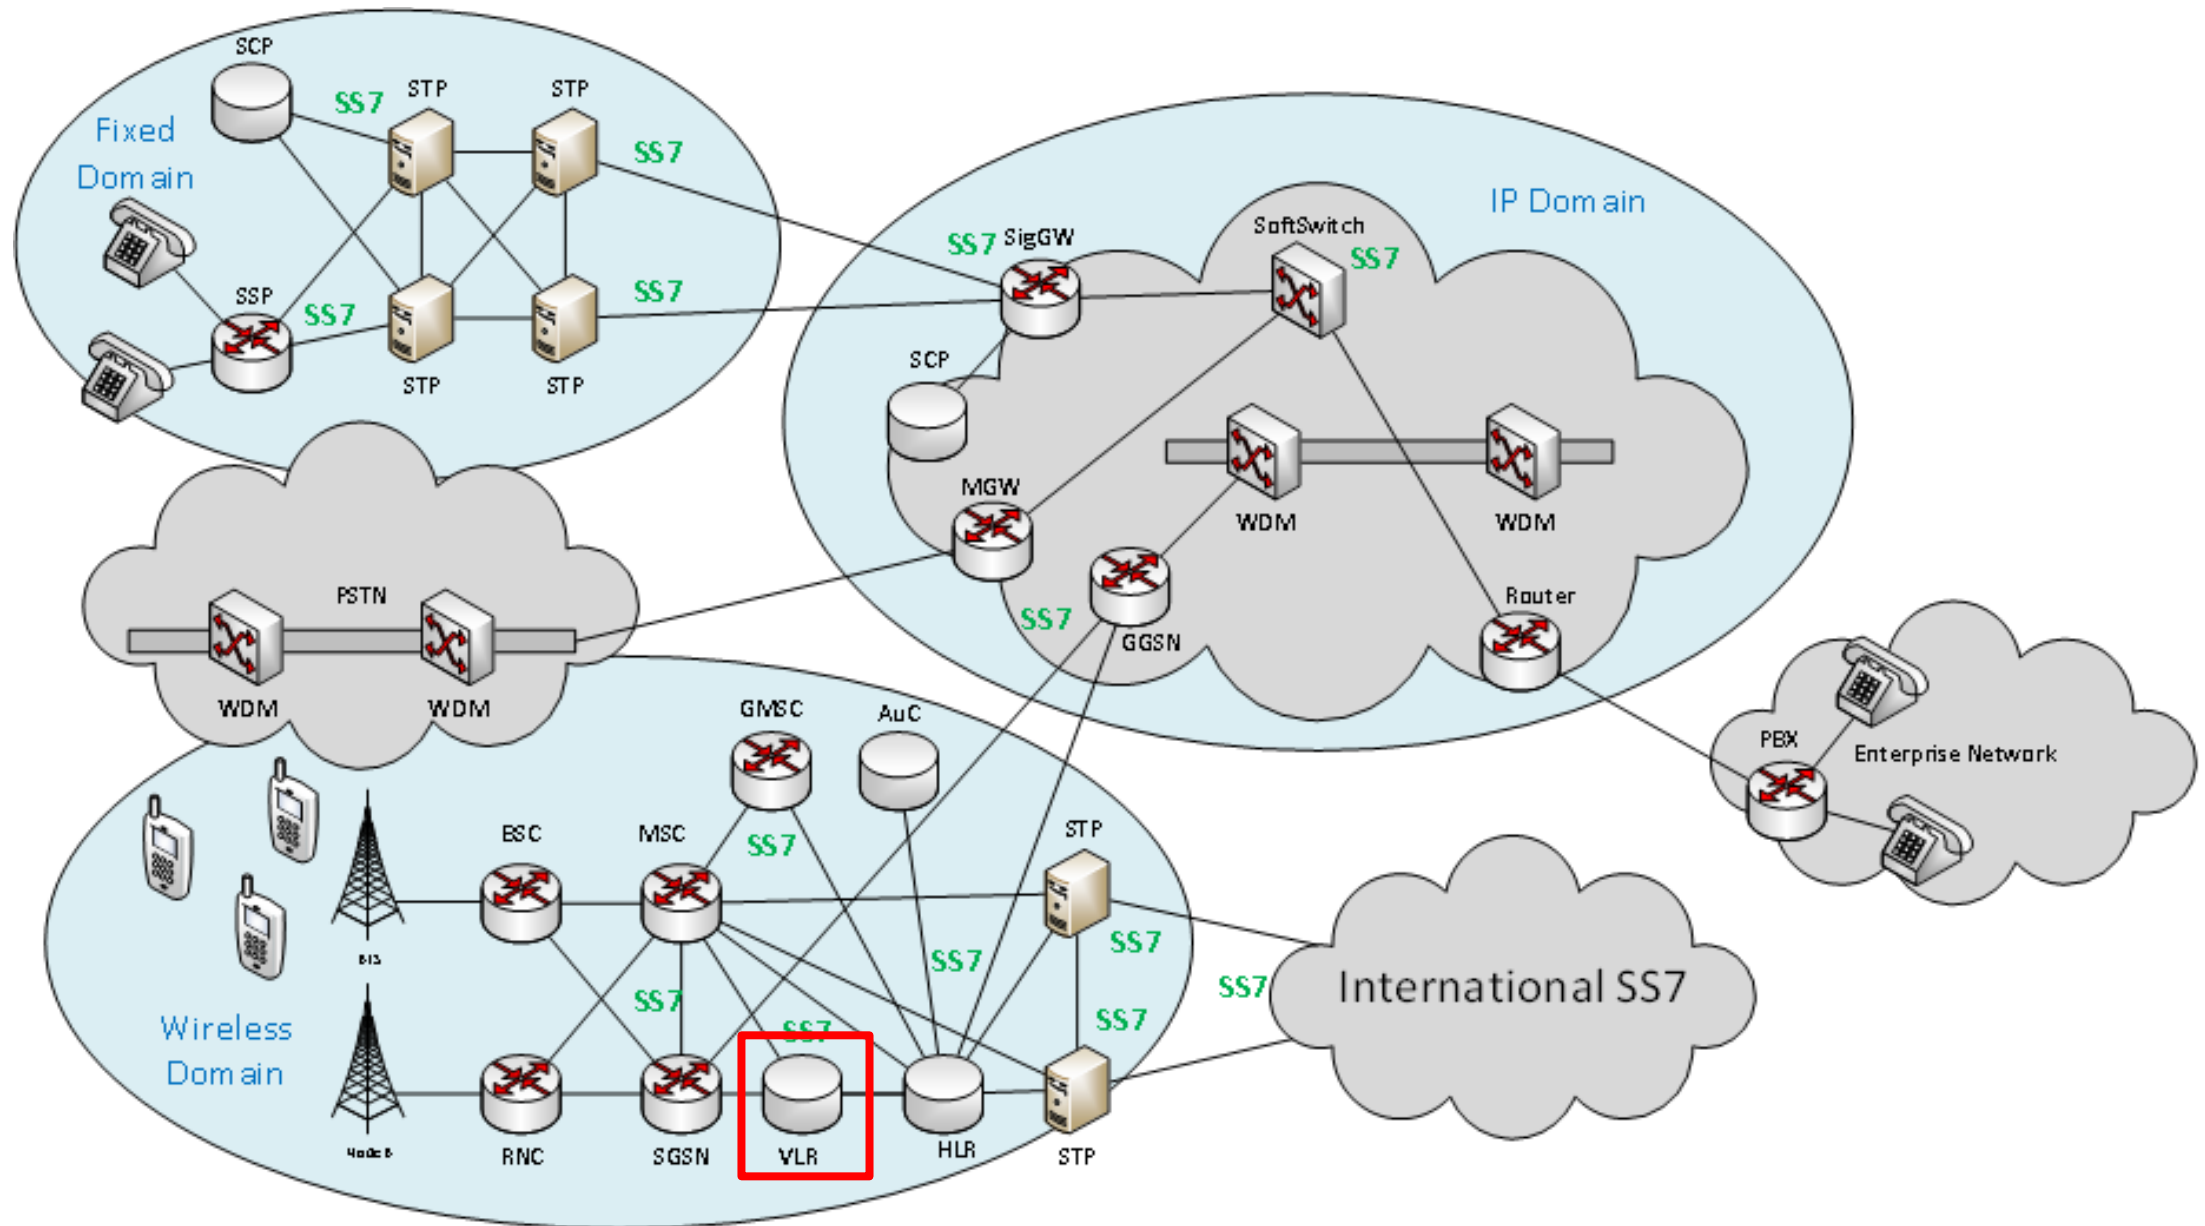 SCP
STP
STP
SS7
Fixed
Domain
SS7
SSP
SS7
SS7
STP
STP
IP Domain
SoftSwitch
SS7
SigGW
SS7
SCP
MGW
WDM
WDM
SS7
GGSN
Router
PSTN
WDM
WDM
PBX
Enterprise Network
GMSC
AuC
SS7
BSC
MSC
STP
SS7
SS7
BTS
SS7
SS7
SS7
SS7
International SS7
Wireless
Domain
NodeB
RNC
SGSN
VLR
HLR
STP